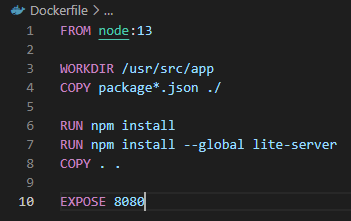 Dockerfile > ...
1 FROM node:13
2
3 WORKDIR /usr/src/app
4 COPY package*.json ./
5
6 RUN npm install
7 RUN npm install --global lite-server
8 COPY . .
9
10 EXPOSE 8080